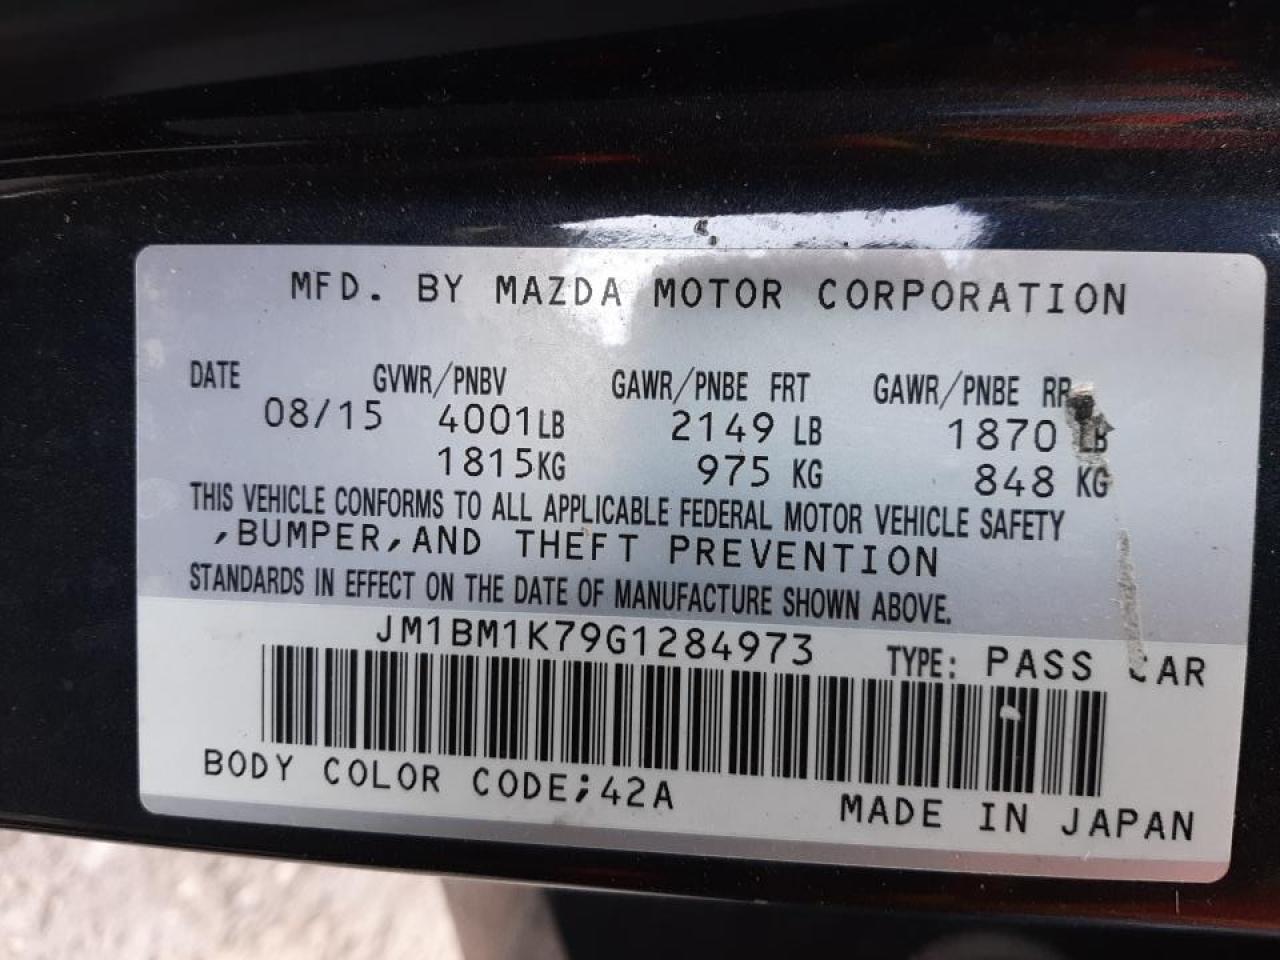 MFD. BY MAZDA MOTOR CORPORATION
DATE GVWR/PNBV GAWR/PNBE FRT GAWR/PNBE RR
08/15 4001LB 2149 LB 1870 LB
1815KG 975 KG 848 KG
THIS VEHICLE CONFORMS TO ALL APPLICABLE FEDERAL MOTOR VEHICLE SAFETY
,BUMPER,AND THEFT PREVENTION
STANDARDS IN EFFECT ON THE DATE OF MANUFACTURE SHOWN ABOVE.
JM1BM1K79G1284973 TYPE: PASS CAR
BODY COLOR CODE;42A MADE IN JAPAN